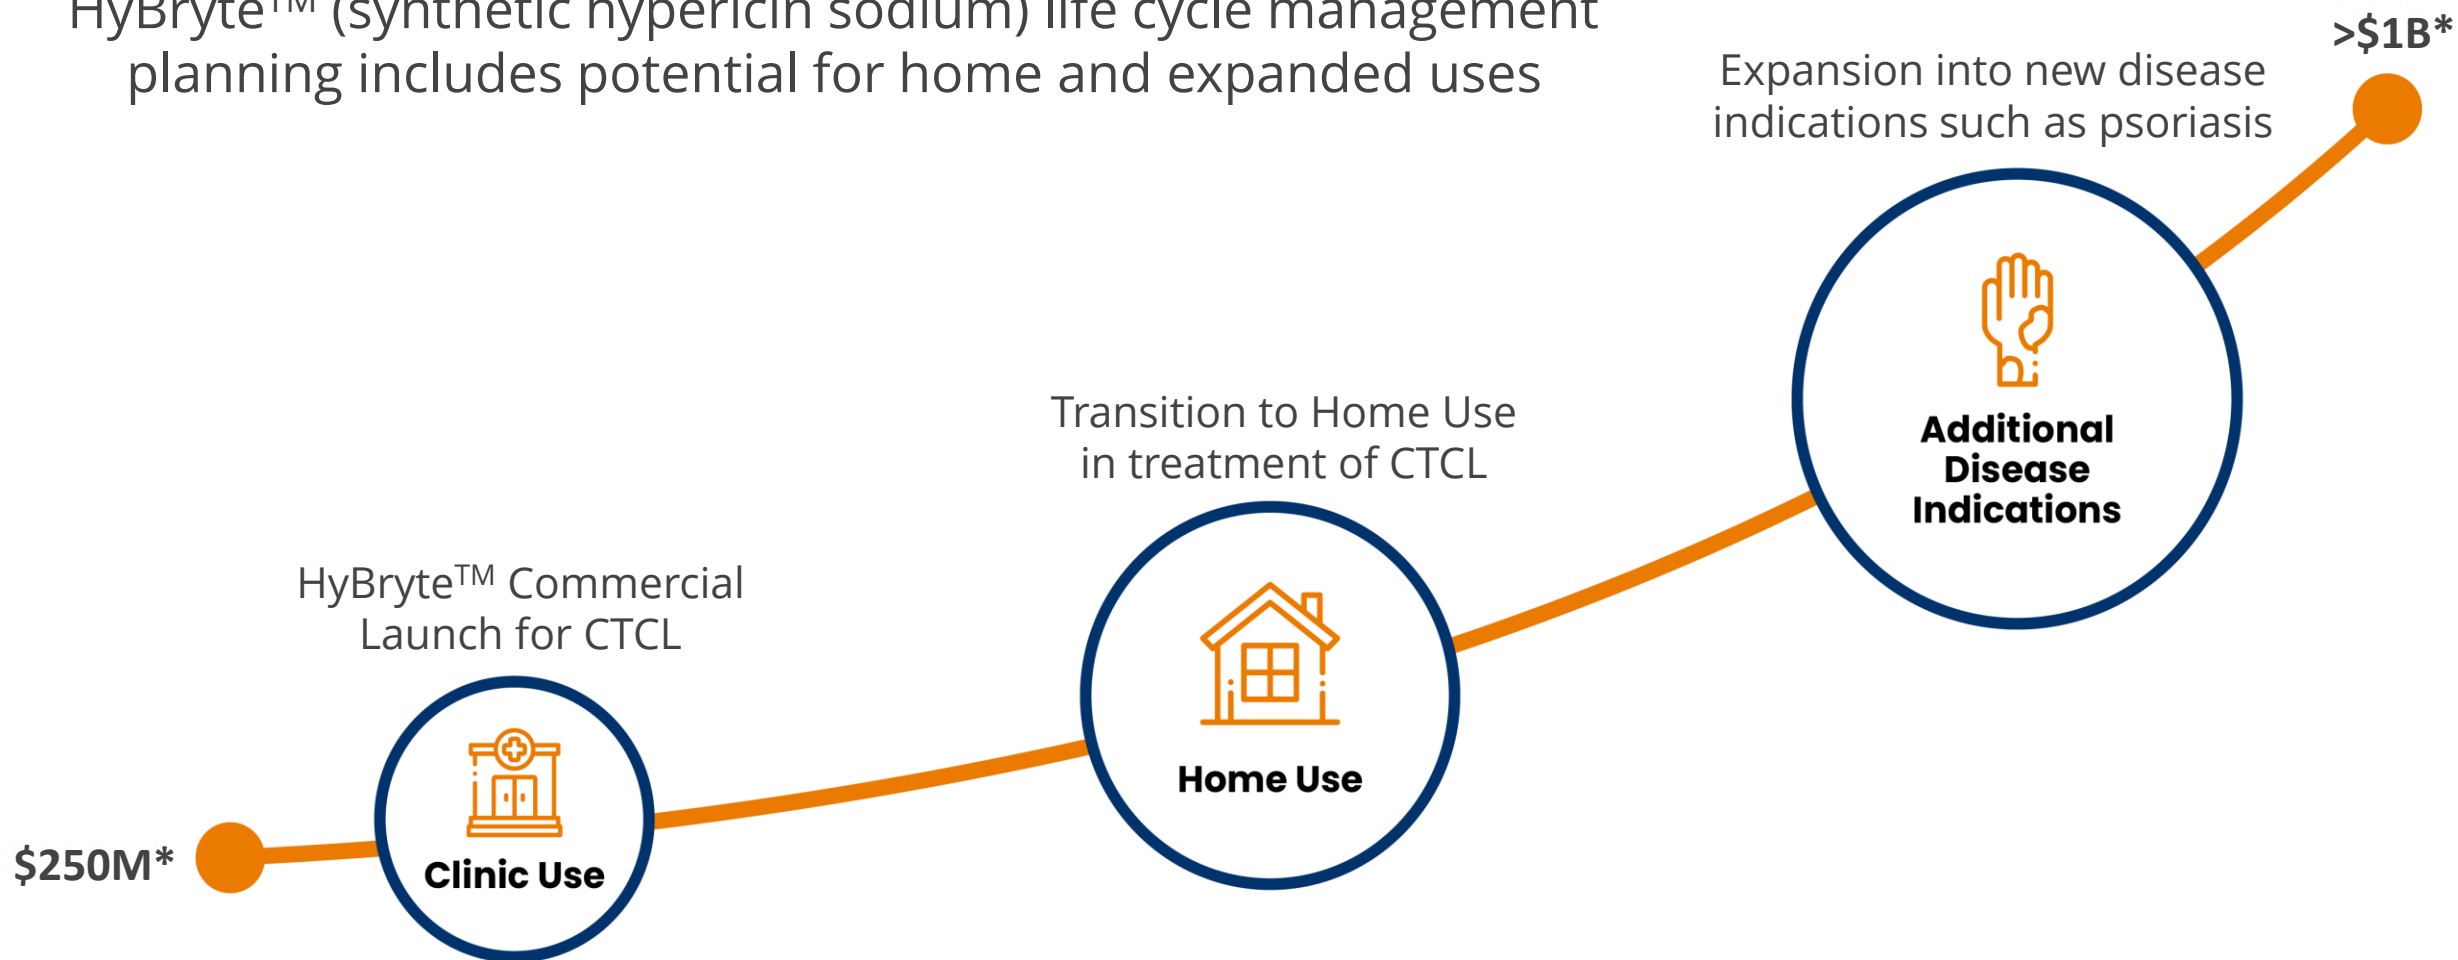 HyBryte™ (synthetic hypericin sodium) life cycle management
planning includes potential for home and expanded uses
>$1B*
Expansion into new disease
indications such as psoriasis
Additional
Disease
Indications
Transition to Home Use
in treatment of CTCL
Home Use
HyBryte™ Commercial
Launch for CTCL
Clinic Use
$250M*